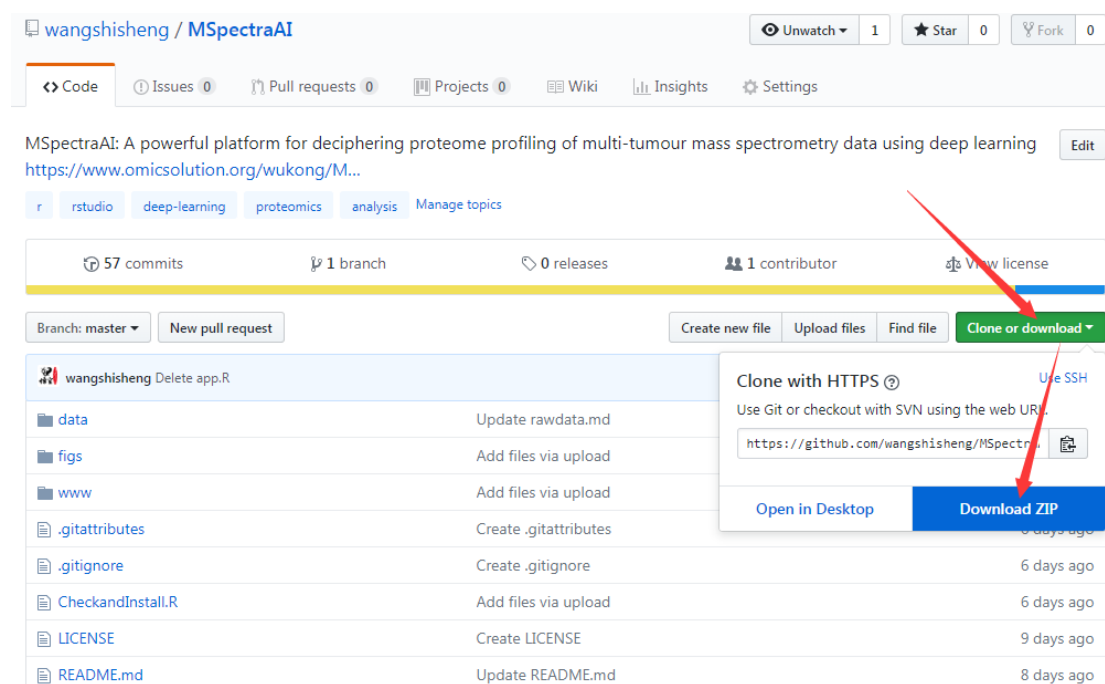 wangshisheng / MSpectraAI
Unwatch 1 Star 0 Fork 0
Code Issues 0 Pull requests 0 Projects 0 Wiki Insights Settings
MSpectraAI: A powerful platform for deciphering proteome profiling of multi-tumour mass spectrometry data using deep learning Edit
https://www.omicsolution.org/wukong/M...
r rstudio deep-learning proteomics analysis Manage topics
57 commits 1 branch 0 releases 1 contributor View license
Branch: master New pull request Create new file Upload files Find file Clone or download
wangshisheng Delete app.R
Clone with HTTPS Use SSH
Use Git or checkout with SVN using the web URL.
https://github.com/wangshisheng/MSpectr
Open in Desktop Download ZIP
data Update rawdata.md
figs Add files via upload
www Add files via upload
.gitattributes Create .gitattributes 6 days ago
.gitignore Create .gitignore 6 days ago
CheckandInstall.R Add files via upload 6 days ago
LICENSE Create LICENSE 9 days ago
README.md Update README.md 8 days ago